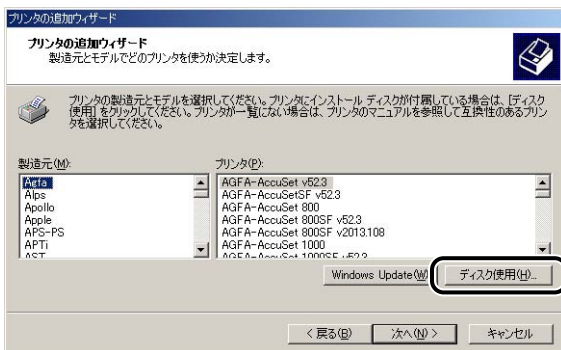 プリンタの追加ウィザード
プリンタの追加ウィザード
製造元とモデルでどのプリンタを使うか決定します。
プリンタの製造元とモデルを選択してください。プリンタにインストール ディスクが付属している場合は、[ディスク
使用] をクリックしてください。プリンタが一覧にない場合は、プリンタのマニュアルを参照して互換性のあるプリン
タを選択してください。
製造元(M):
プリンタ(P):
Agfa
Alps
Apollo
Apple
APS-PS
APTi
AST
AGFA-AccuSet v52.3
AGFA-AccuSetSF v52.3
AGFA-AccuSet 800
AGFA-AccuSet 800SF v52.3
AGFA-AccuSet 800SF v2013.108
AGFA-AccuSet 1000
AGFA-AccuSet 1000SF v52.3
Windows Update(W)
ディスク使用(H)...
< 戻る(B)
次へ(N) >
キャンセル